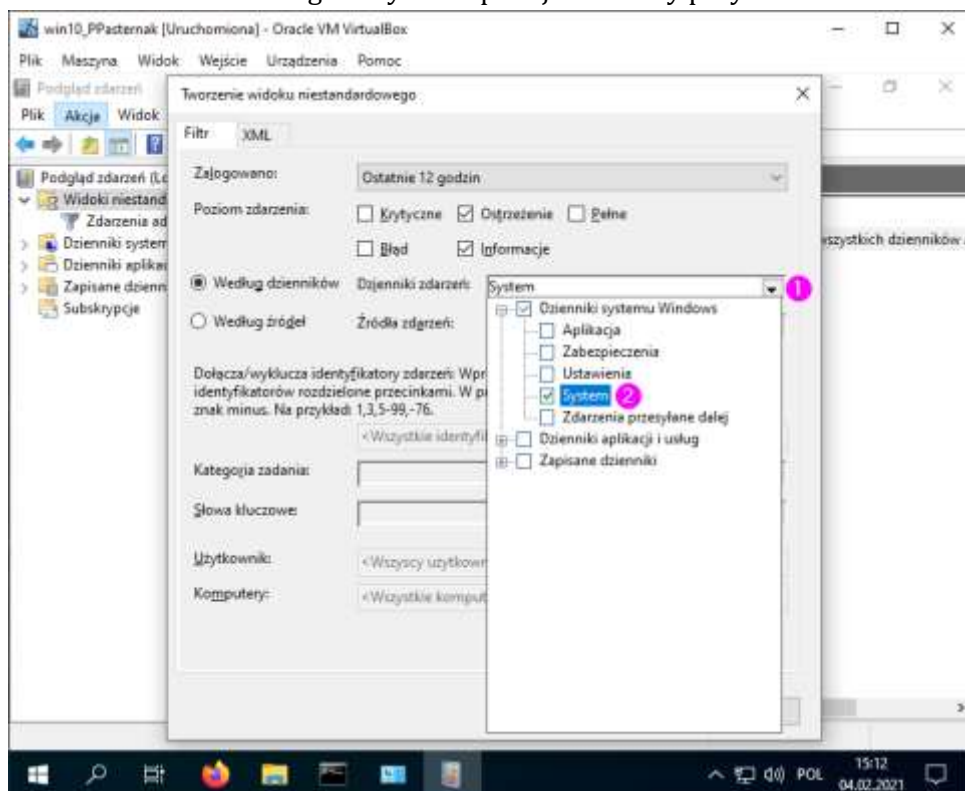 win10_PPasternak [Uruchomiona] - Oracle VM VirtualBox
Plik Maszyna Widok Wejście Urządzenia Pomoc
Podgląd zdarzeń
Plik Akcje Widok
Tworzenie widoku niestandardowego
Filtr XML
Podgląd zdarzeń (Lo
Widoki niestand
Zdarzenia ad
Dzienniki system
Dzienniki aplikac
Zapisane dzienn
Subskrypcje
Zalogowano: Ostatnie 12 godzin
Poziom zdarzenia: Krytyczne Ostrzeżenie Pełne
Błąd Informacje
wszystkich dzienników
Według dzienników Dzienniki zdarzeń: System 1
Według źródeł Źródła zdarzeń:
Dzienniki systemu Windows
Aplikacja
Zabezpieczenia
Ustawienia
System 2
Zdarzenia przesyłane dalej
Dzienniki aplikacji i usług
Zapisane dzienniki
Dołącza/wyklucza identyfikatory zdarzeń: Wpr
identyfikatorów rozdzielone przecinkami. W p
znak minus. Na przykład: 1,3,5-99,-76.
<Wszystkie identyfi
Kategoria zadania:
Słowa kluczowe:
Użytkownik: <Wszyscy użytkown
Komputery: <Wszystkie komput
POL 15:12
04.02.2021